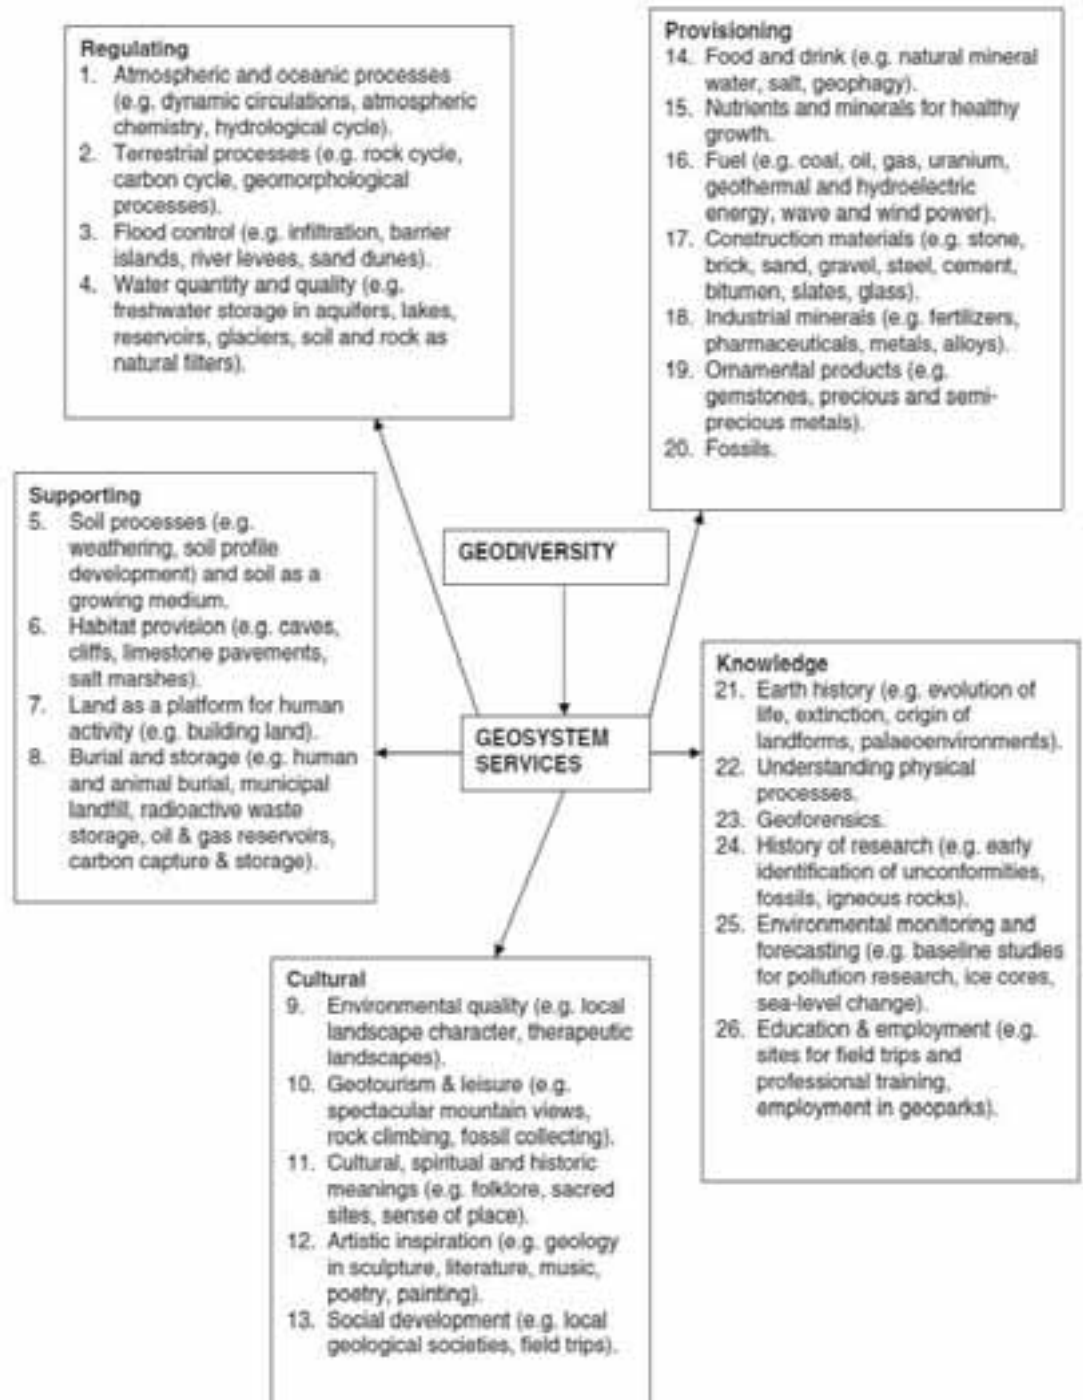 Regulating
1. Atmospheric and oceanic processes
(e.g. dynamic circulations, atmospheric
chemistry, hydrological cycle).
2. Terrestrial processes (e.g. rock cycle,
carbon cycle, geomorphological
processes).
3. Flood control (e.g. infiltration, barrier
islands, river levees, sand dunes).
4. Water quantity and quality (e.g.
freshwater storage in aquifers, lakes,
reservoirs, glaciers, soil and rock as
natural filters).
Provisioning
14. Food and drink (e.g. natural mineral
water, salt, geophagy).
15. Nutrients and minerals for healthy
growth.
16. Fuel (e.g. coal, oil, gas, uranium,
geothermal and hydroelectric
energy, wave and wind power).
17. Construction materials (e.g. stone,
brick, sand, gravel, steel, cement,
bitumen, slates, glass).
18. Industrial minerals (e.g. fertilizers,
pharmaceuticals, metals, alloys).
19. Ornamental products (e.g.
gemstones, precious and semi-
precious metals).
20. Fossils.
Supporting
5. Soil processes (e.g.
weathering, soil profile
development) and soil as a
growing medium.
6. Habitat provision (e.g. caves,
cliffs, limestone pavements,
salt marshes).
7. Land as a platform for human
activity (e.g. building land).
8. Burial and storage (e.g. human
and animal burial, municipal
landfill, radioactive waste
storage, oil & gas reservoirs,
carbon capture & storage).
GEODIVERSITY
GEOSYSTEM
SERVICES
Knowledge
21. Earth history (e.g. evolution of
life, extinction, origin of
landforms, palaeoenvironments).
22. Understanding physical
processes.
23. Geoforensics.
24. History of research (e.g. early
identification of unconformities,
fossils, igneous rocks).
25. Environmental monitoring and
forecasting (e.g. baseline studies
for pollution research, ice cores,
sea-level change).
26. Education & employment (e.g.
sites for field trips and
professional training,
employment in geoparks).
Cultural
9. Environmental quality (e.g. local
landscape character, therapeutic
landscapes).
10. Geotourism & leisure (e.g.
spectacular mountain views,
rock climbing, fossil collecting).
11. Cultural, spiritual and historic
meanings (e.g. folklore, sacred
sites, sense of place).
12. Artistic inspiration (e.g. geology
in sculpture, literature, music,
poetry, painting).
13. Social development (e.g. local
geological societies, field trips).